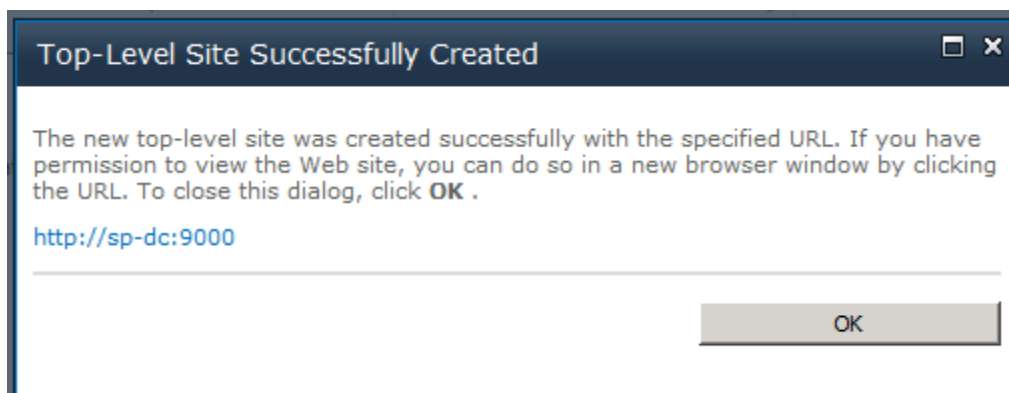 Top-Level Site Successfully Created
The new top-level site was created successfully with the specified URL. If you have
permission to view the Web site, you can do so in a new browser window by clicking
the URL. To close this dialog, click OK .
http://sp-dc:9000
OK